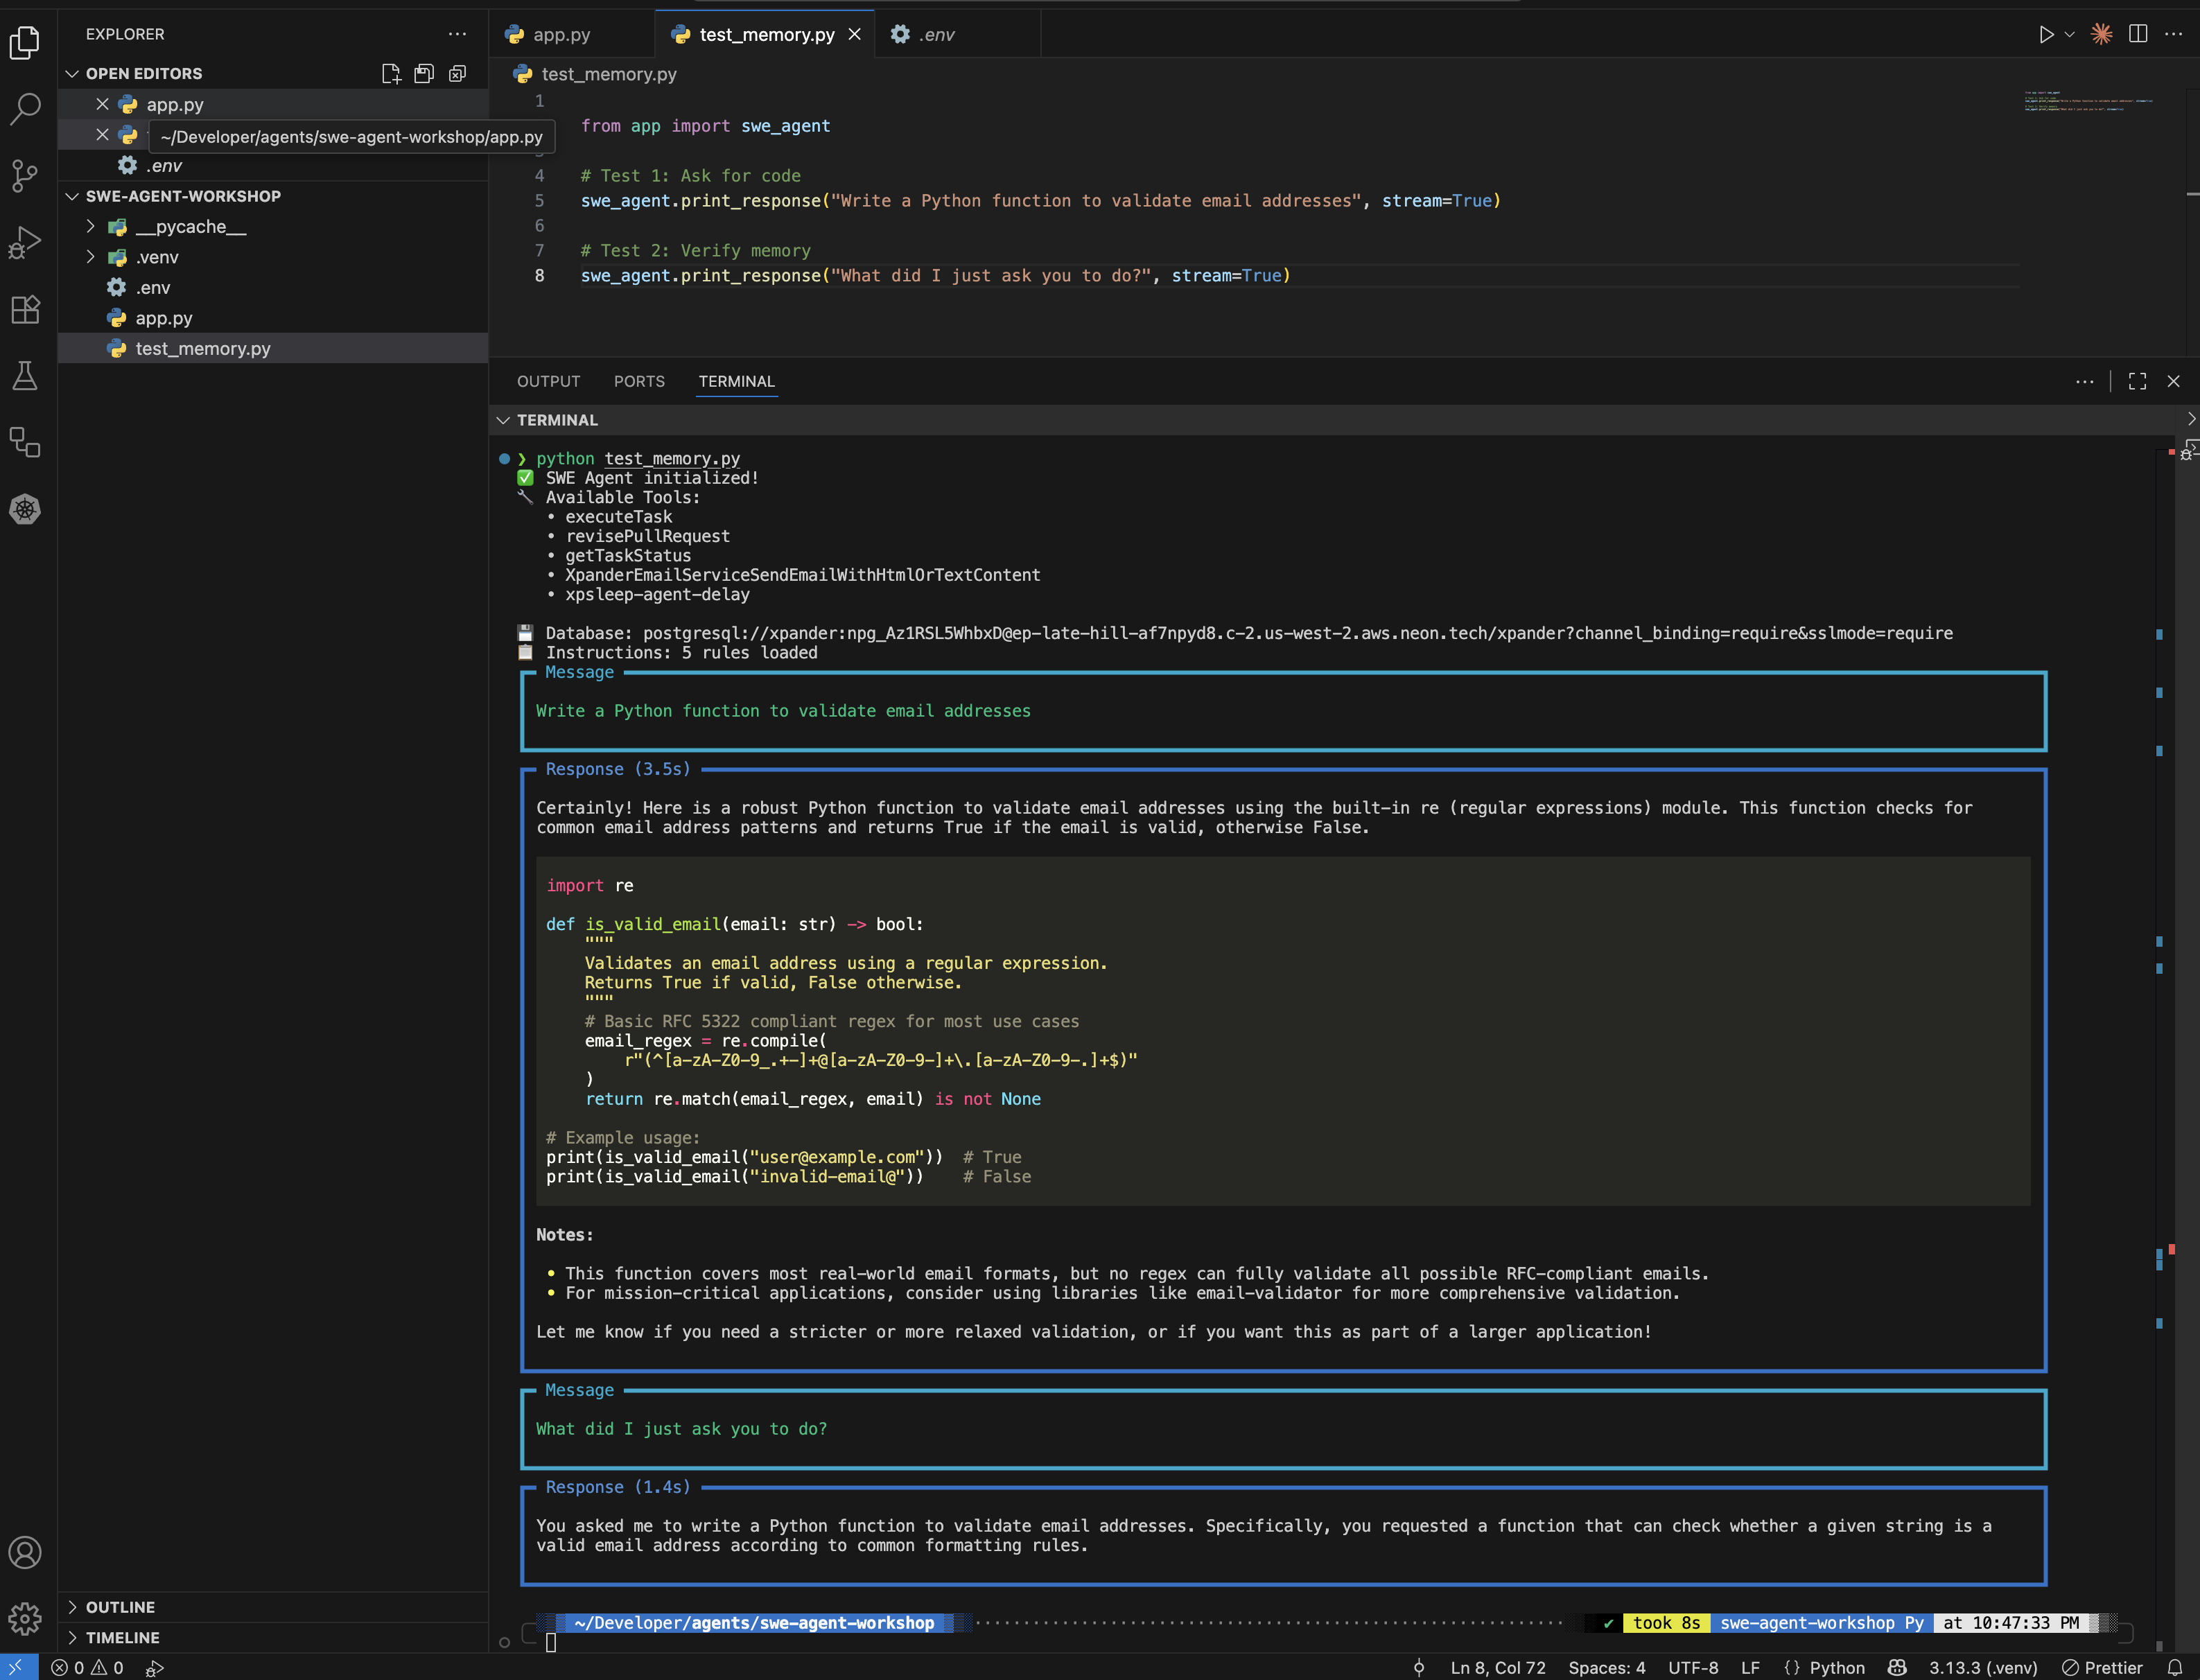 EXPLORER
OPEN EDITORS
app.py
~/Developer/agents/swe-agent-workshop/app.py
.env
SWE-AGENT-WORKSHOP
__pycache__
.venv
.env
app.py
test_memory.py
OUTLINE
TIMELINE
app.py
test_memory.py
.env
test_memory.py
1
from app import swe_agent
4 # Test 1: Ask for code
5 swe_agent.print_response("Write a Python function to validate email addresses", stream=True)
6
7 # Test 2: Verify memory
8 swe_agent.print_response("What did I just ask you to do?", stream=True)
OUTPUT PORTS TERMINAL
TERMINAL
❯ python test_memory.py
✅ SWE Agent initialized!
🔧 Available Tools:
• executeTask
• revisePullRequest
• getTaskStatus
• XpanderEmailServiceSendEmailWithHtmlOrTextContent
• xpsleep-agent-delay
💾 Database: postgresql://xpander:npg_Az1RSL5WhbxD@ep-late-hill-af7npyd8.c-2.us-west-2.aws.neon.tech/xpander?channel_binding=require&sslmode=require
📋 Instructions: 5 rules loaded
Message
Write a Python function to validate email addresses
Response (3.5s)
Certainly! Here is a robust Python function to validate email addresses using the built-in re (regular expressions) module. This function checks for
common email address patterns and returns True if the email is valid, otherwise False.
import re
def is_valid_email(email: str) -> bool:
"""
Validates an email address using a regular expression.
Returns True if valid, False otherwise.
"""
# Basic RFC 5322 compliant regex for most use cases
email_regex = re.compile(
r"(^[a-zA-Z0-9_.+-]+@[a-zA-Z0-9-]+\.[a-zA-Z0-9-.]+$)"
)
return re.match(email_regex, email) is not None
# Example usage:
print(is_valid_email("user@example.com")) # True
print(is_valid_email("invalid-email@")) # False
Notes:
• This function covers most real-world email formats, but no regex can fully validate all possible RFC-compliant emails.
• For mission-critical applications, consider using libraries like email-validator for more comprehensive validation.
Let me know if you need a stricter or more relaxed validation, or if you want this as part of a larger application!
Message
What did I just ask you to do?
Response (1.4s)
You asked me to write a Python function to validate email addresses. Specifically, you requested a function that can check whether a given string is a
valid email address according to common formatting rules.
~/Developer/agents/swe-agent-workshop ✔ took 8s swe-agent-workshop Py at 10:47:33 PM
0 0 Ln 8, Col 72 Spaces: 4 UTF-8 LF {} Python 3.13.3 (.venv) Prettier